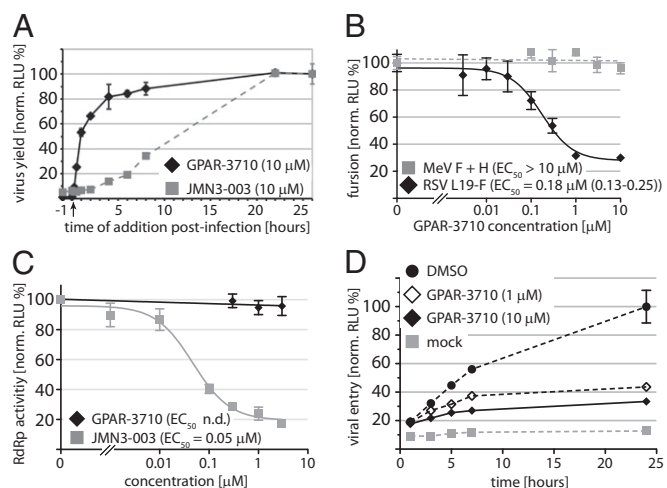 A
virus yield [norm. RLU %]
100
80
60
40
20
GPAR-3710 (10 μM)
JMN3-003 (10 μM)
-1 5 10 15 20 25
time of addition post-infection [hours]
B
fursion [norm. RLU %]
100
80
60
40
20
MeV F + H (EC50 > 10 μM)
RSV L19-F (EC50 = 0.18 μM (0.13-0.25))
0 0.01 0.1 1 10
GPAR-3710 concentration [μM]
C
RdRp activitiy [norm. RLU %]
100
80
60
40
20
GPAR-3710 (EC50 n.d.)
JMN3-003 (EC50 = 0.05 μM)
0 0.01 0.1 1 10
concentration [μM]
D
viral entry [norm. RLU %]
DMSO
GPAR-3710 (1 μM)
GPAR-3710 (10 μM)
mock
100
80
60
40
20
0 5 10 15 20 25
time [hours]